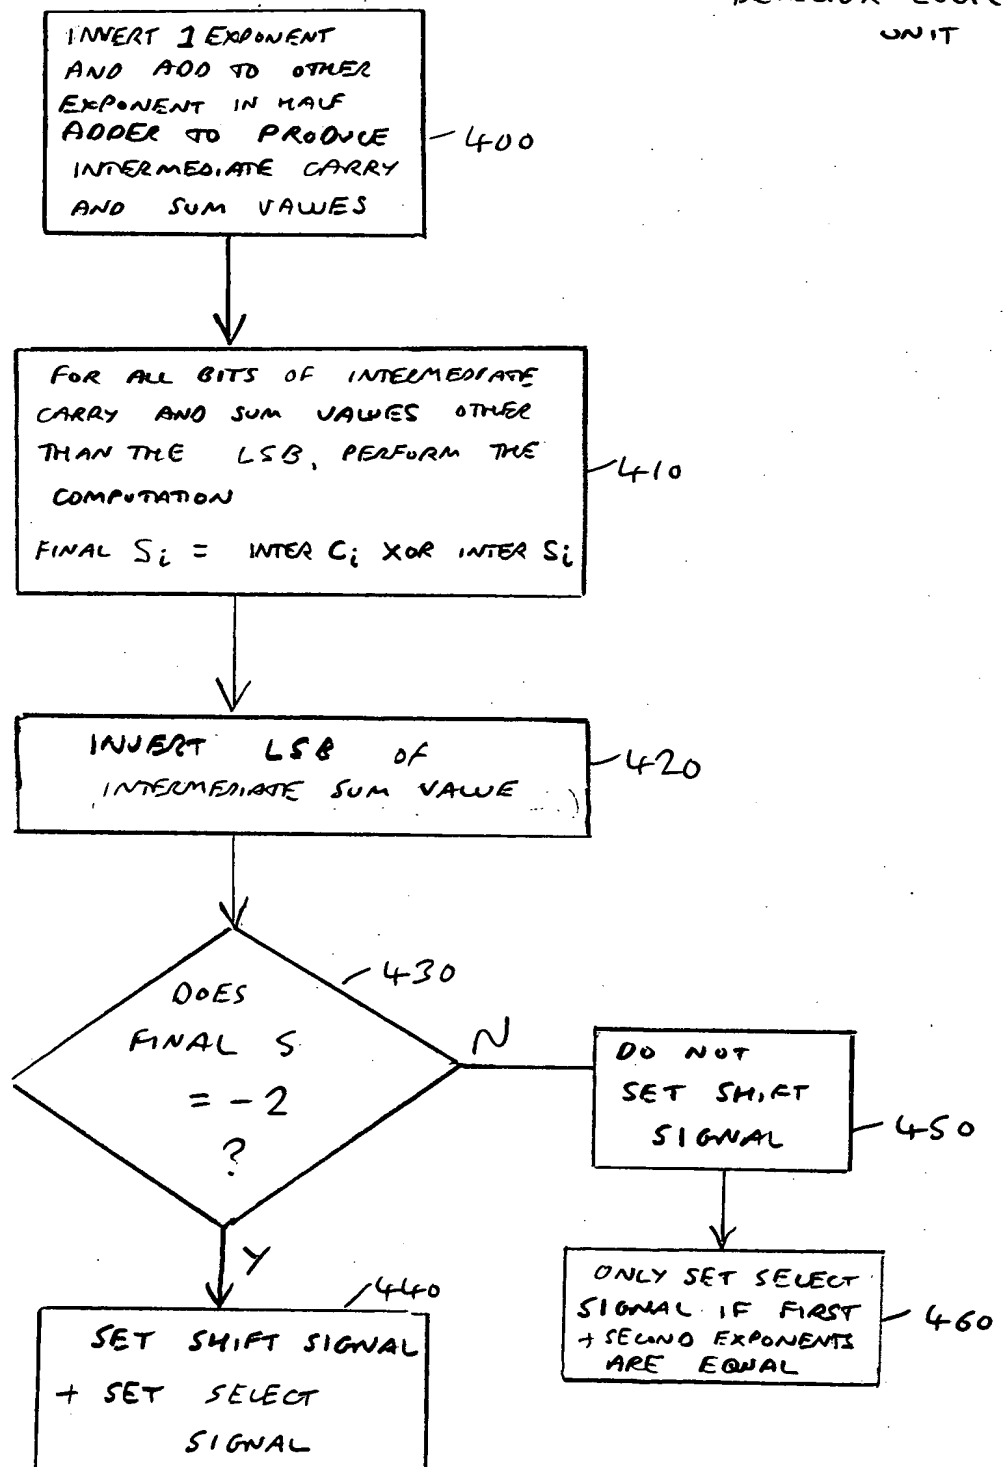 UNIT
INVERT 1 EXPONENT
AND ADD TO OTHER
EXPONENT IN HALF
ADDER TO PRODUCE
INTERMEDIATE CARRY
AND SUM VALUES
400
FOR ALL BITS OF INTERMEDIATE
CARRY AND SUM VALUES OTHER
THAN THE LSB, PERFORM THE
COMPUTATION
FINAL Si = INTER Ci XOR INTER Si
410
INVERT LSB OF
INTERMEDIATE SUM VALUE
420
DOES
FINAL S
= -2
?
430
N
DO NOT
SET SHIFT
SIGNAL
450
Y
ONLY SET SELECT
SIGNAL IF FIRST
+ SECOND EXPONENTS
ARE EQUAL
460
440
SET SHIFT SIGNAL
+ SET SELECT
SIGNAL